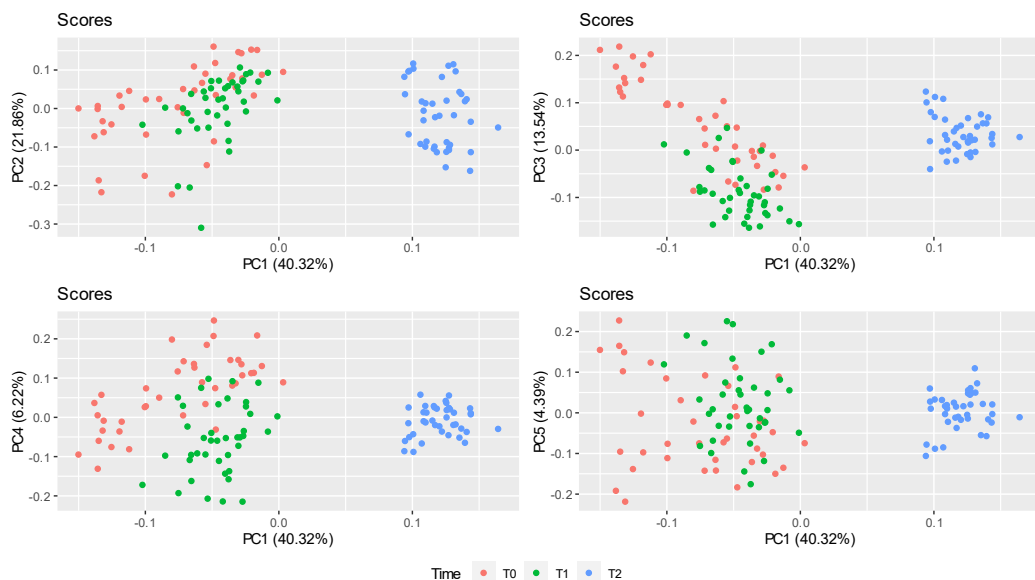 Scores
0.1
0.0
-0.1
-0.2
-0.3
PC2 (21.86%)
-0.1
0.0
0.1
PC1 (40.32%)
Scores
0.2
0.1
0.0
-0.1
PC3 (13.54%)
-0.1
0.0
0.1
PC1 (40.32%)
Scores
0.2
0.1
0.0
-0.1
-0.2
PC4 (6.22%)
-0.1
0.0
0.1
PC1 (40.32%)
Scores
0.2
0.1
0.0
-0.1
-0.2
PC5 (4.39%)
-0.1
0.0
0.1
PC1 (40.32%)
Time T0 T1 T2